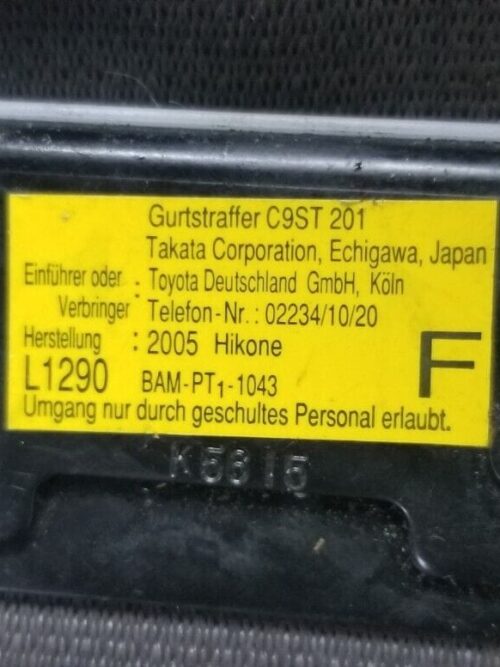 Gurtstraffer C9ST 201
Takata Corporation, Echigawa, Japan
Einführer oder : Toyota Deutschland GmbH, Köln
Verbringer Telefon-Nr.: 02234/10/20
Herstellung : 2005 Hikone
L1290 BAM-PT1-1043
F
Umgang nur durch geschultes Personal erlaubt.
K5315